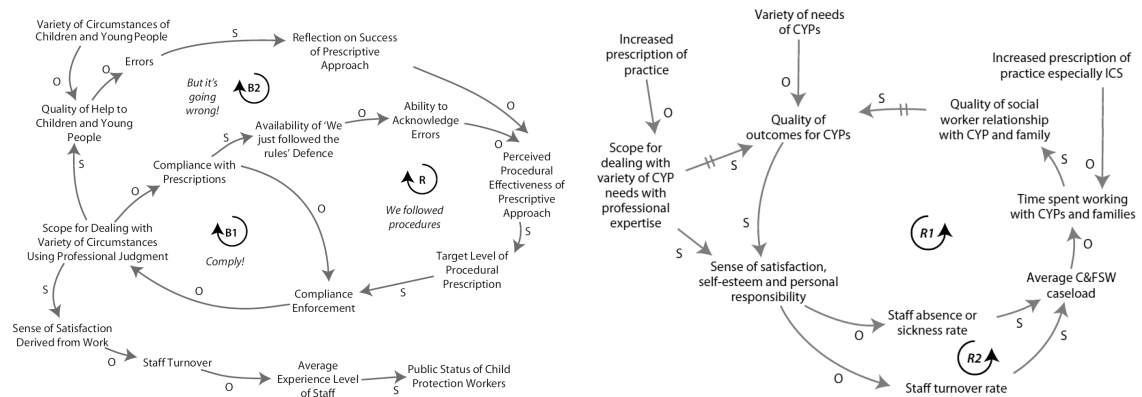 Variety of Circumstances of
Children and Young People
O
Errors
S
Reflection on Success
of Prescriptive
Approach
O
But it's
going
wrong!
B2
Quality of Help to
Children and Young
People
S
Compliance with
Prescriptions
O
S
Availability of 'We
just followed the
rules' Defence
O
Ability to
Acknowledge
Errors
O
O
Perceived
Procedural
Effectiveness of
Prescriptive
Approach
R
We followed
procedures
O
B1
Comply!
Scope for Dealing with
Variety of Circumstances
Using Professional Judgment
S
Target Level of
Procedural
Prescription
S
Compliance
Enforcement
O
S
Sense of Satisfaction
Derived from Work
O
Staff Turnover
O
Average
Experience Level
of Staff
S
Public Status of Child
Protection Workers
Variety of needs
of CYPs
O
Increased
prescription of
practice
O
Increased prescription of
practice especially ICS
O
Quality of
outcomes for CYPs
S
Quality of social
worker relationship
with CYP and family
S
Scope for
dealing with
variety of CYP
needs with
professional
expertise
S
S
Time spent working
with CYPs and families
O
R1
S
Sense of satisfaction,
self-esteem and personal
responsibility
Average C&FSW
caseload
O
Staff absence or
sickness rate
S
S
R2
O
Staff turnover rate